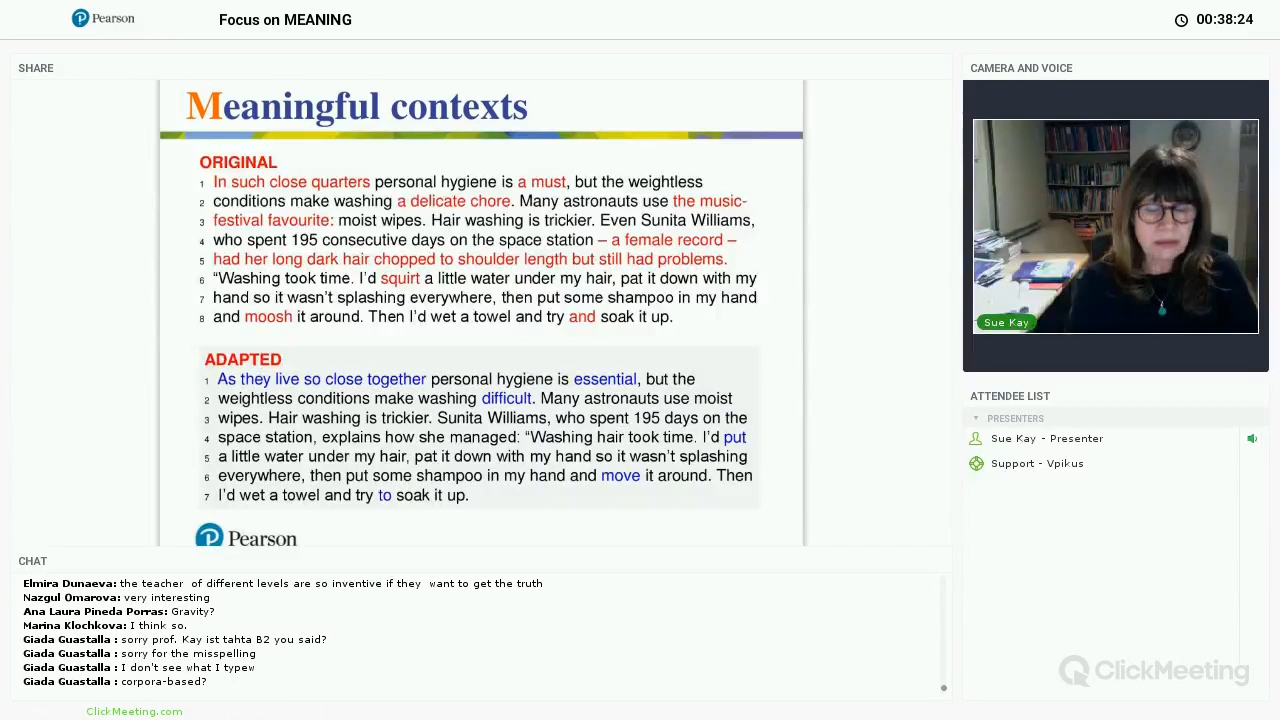 Pearson
Focus on MEANING
00:38:24
SHARE
Meaningful contexts
ORIGINAL
1 In such close quarters personal hygiene is a must, but the weightless
2 conditions make washing a delicate chore. Many astronauts use the music-
3 festival favourite: moist wipes. Hair washing is trickier. Even Sunita Williams,
4 who spent 195 consecutive days on the space station – a female record –
5 had her long dark hair chopped to shoulder length but still had problems.
6 “Washing took time. I’d squirt a little water under my hair, pat it down with my
7 hand so it wasn’t splashing everywhere, then put some shampoo in my hand
8 and moosh it around. Then I’d wet a towel and try and soak it up.
ADAPTED
1 As they live so close together personal hygiene is essential, but the
2 weightless conditions make washing difficult. Many astronauts use moist
3 wipes. Hair washing is trickier. Sunita Williams, who spent 195 days on the
4 space station, explains how she managed: “Washing hair took time. I’d put
5 a little water under my hair, pat it down with my hand so it wasn’t splashing
6 everywhere, then put some shampoo in my hand and move it around. Then
7 I’d wet a towel and try to soak it up.
Pearson
CAMERA AND VOICE
Sue Kay
ATTENDEE LIST
PRESENTERS
Sue Kay - Presenter
Support - Vpikus
CHAT
Elmira Dunaeva: the teacher of different levels are so inventive if they want to get the truth
Nazgul Omarova: very interesting
Ana Laura Pineda Porras: Gravity?
Marina Klochkova: I think so.
Giada Guastalla : sorry prof. Kay ist tahta B2 you said?
Giada Guastalla : sorry for the misspelling
Giada Guastalla : I don't see what I typew
Giada Guastalla : corpora-based?
ClickMeeting
ClickMeeting.com